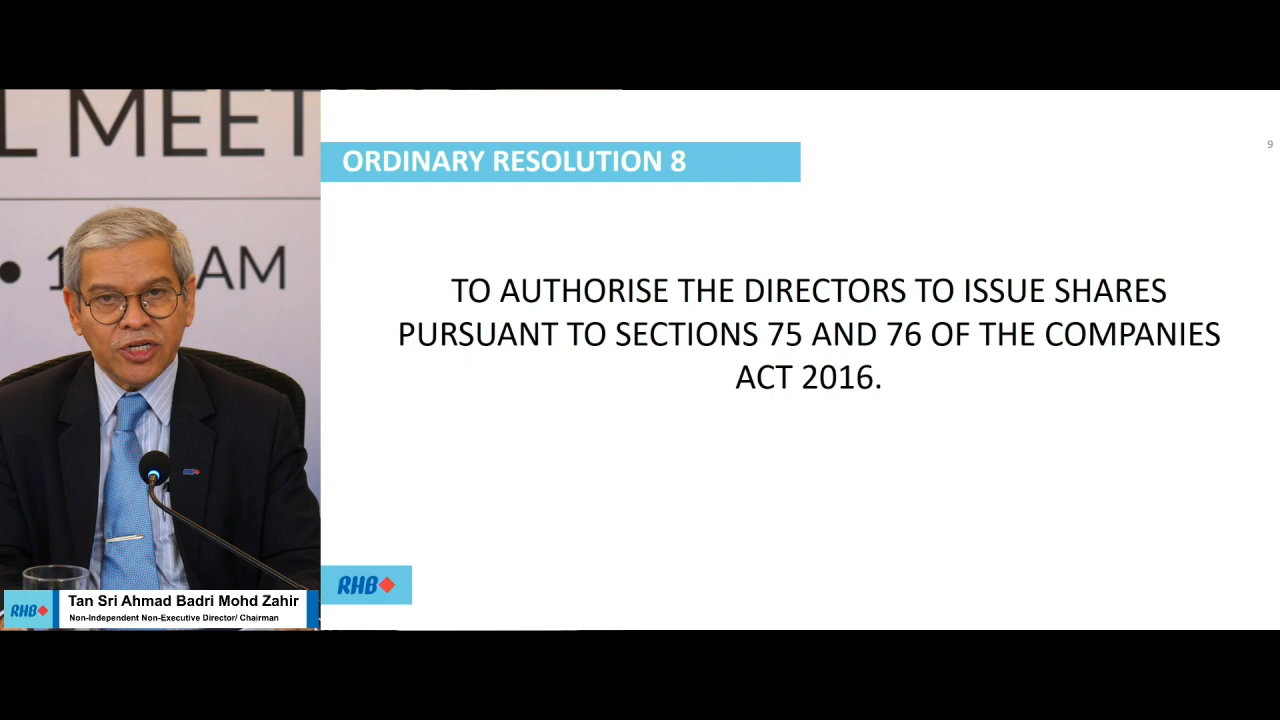 L MEET
• 1 AM
RHB
RHB
Tan Sri Ahmad Badri Mohd Zahir
Non-Independent Non-Executive Director/ Chairman
ORDINARY RESOLUTION 8
9
TO AUTHORISE THE DIRECTORS TO ISSUE SHARES
PURSUANT TO SECTIONS 75 AND 76 OF THE COMPANIES
ACT 2016.
RHB